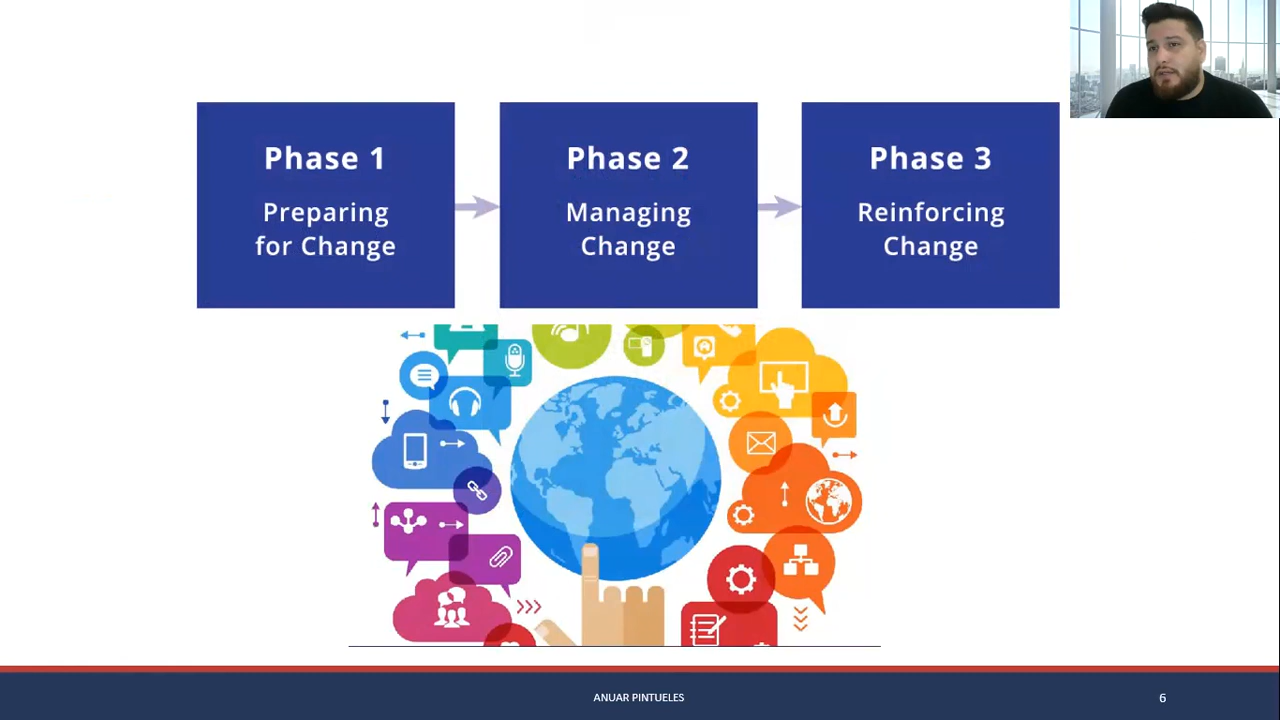 Phase 1
Preparing
for Change
Phase 2
Managing
Change
Phase 3
Reinforcing
Change
ANUAR PINTUELES
6